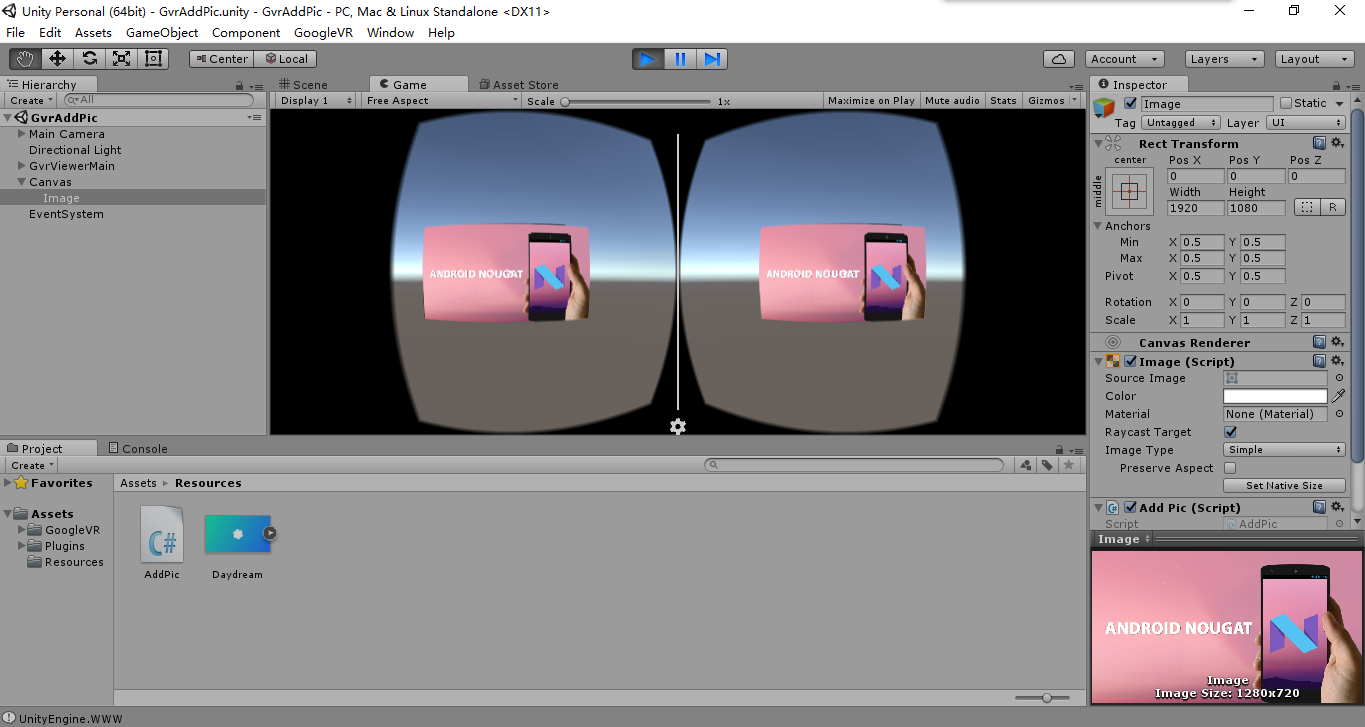 Unity Personal (64bit) - GvrAddPic.unity - GvrAddPic - PC, Mac & Linux Standalone <DX11>
File Edit Assets GameObject Component GoogleVR Window Help
Center Local Account Layers Layout
Hierarchy
Create All
GvrAddPic
Main Camera
Directional Light
GvrViewerMain
Canvas
Image
EventSystem
Scene Game Asset Store
Display 1 Free Aspect Scale 1x Maximize on Play Mute audio Stats Gizmos
ANDROID NOUGAT
ANDROID NOUGAT
Inspector
Image Static
Tag Untagged Layer UI
Rect Transform
center Pos X Pos Y Pos Z
middle 0 0 0
Width Height
1920 1080 R
Anchors
Min X 0.5 Y 0.5
Max X 0.5 Y 0.5
Pivot X 0.5 Y 0.5
Rotation X 0 Y 0 Z 0
Scale X 1 Y 1 Z 1
Canvas Renderer
Image (Script)
Source Image
Color
Material None (Material)
Raycast Target
Image Type Simple
Preserve Aspect
Set Native Size
Add Pic (Script)
Script AddPic
Image
ANDROID NOUGAT
Image
Image Size: 1280x720
Project Console
Create
Favorites
Assets
GoogleVR
Plugins
Resources
Assets Resources
C#
AddPic Daydream
UnityEngine.WWW